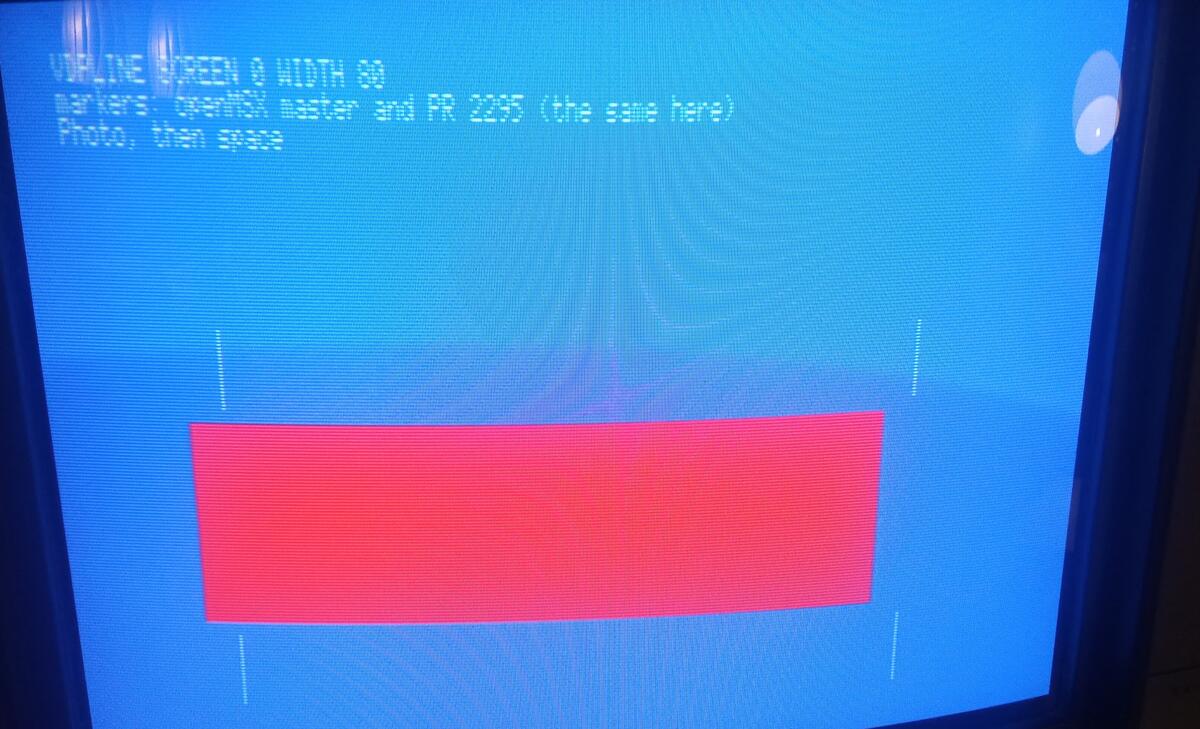 VDPLINE SCREEN 0 WIDTH 80
markers: openMSX master and PR 2295 (the same here)
Photo, then space